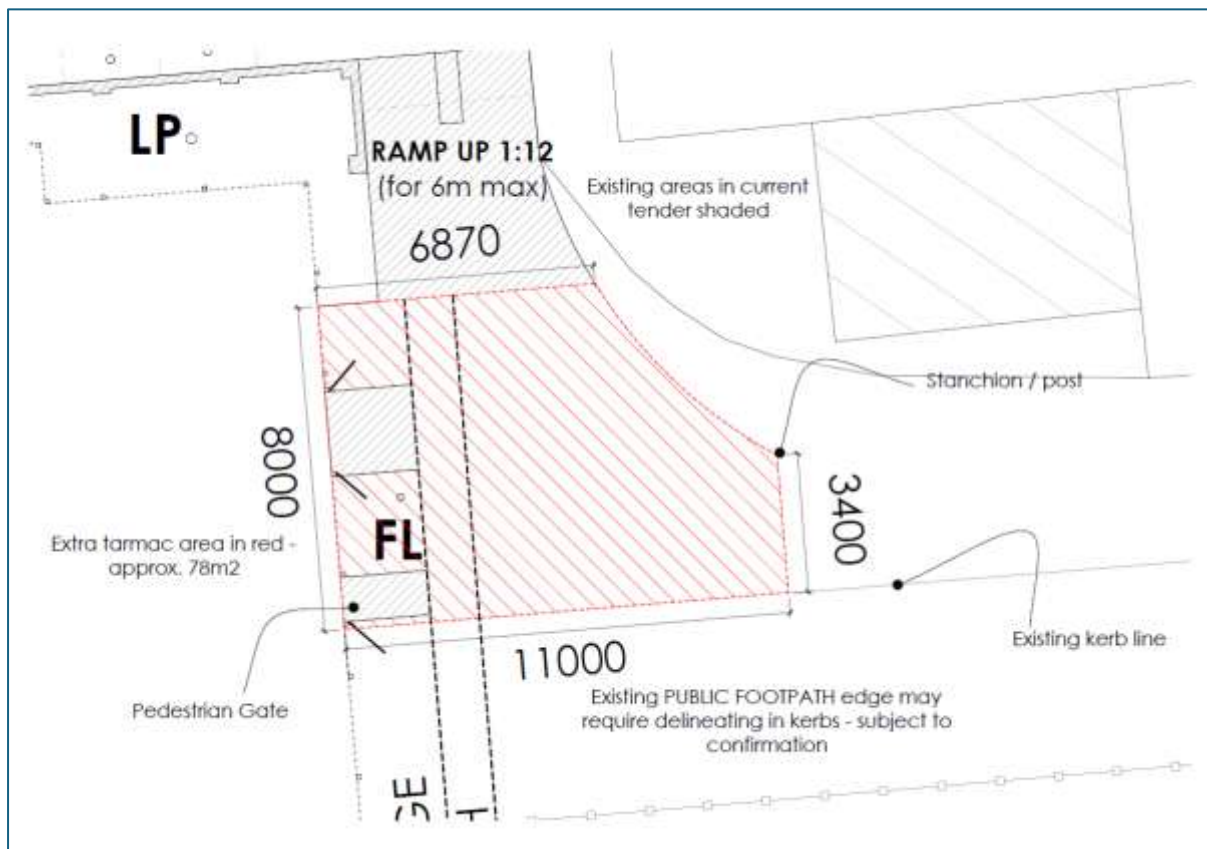 LP
RAMP UP 1:12
(for 6m max)
6870
Existing areas in current
tender shaded
Stanchion / post
8000
3400
FL
Extra tarmac area in red -
approx. 78m2
Existing kerb line
11000
Pedestrian Gate
Existing PUBLIC FOOTPATH edge may
require delineating in kerbs - subject to
confirmation